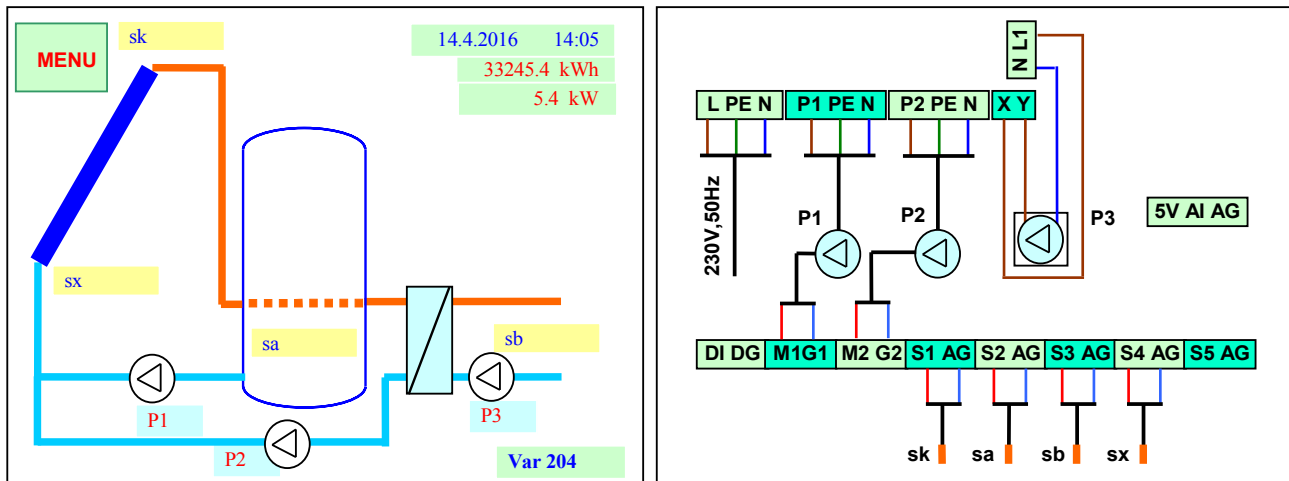 sk
MENU
14.4.2016 14:05
33245.4 kWh
5.4 kW
sx
sa
sb
P1
P3
P2
Var 204
N L1
L PE N P1 PE N P2 PE N X Y
230V,50Hz
P1 P2 P3
5V AI AG
DI DG M1G1 M2 G2 S1 AG S2 AG S3 AG S4 AG S5 AG
sk sa sb sx